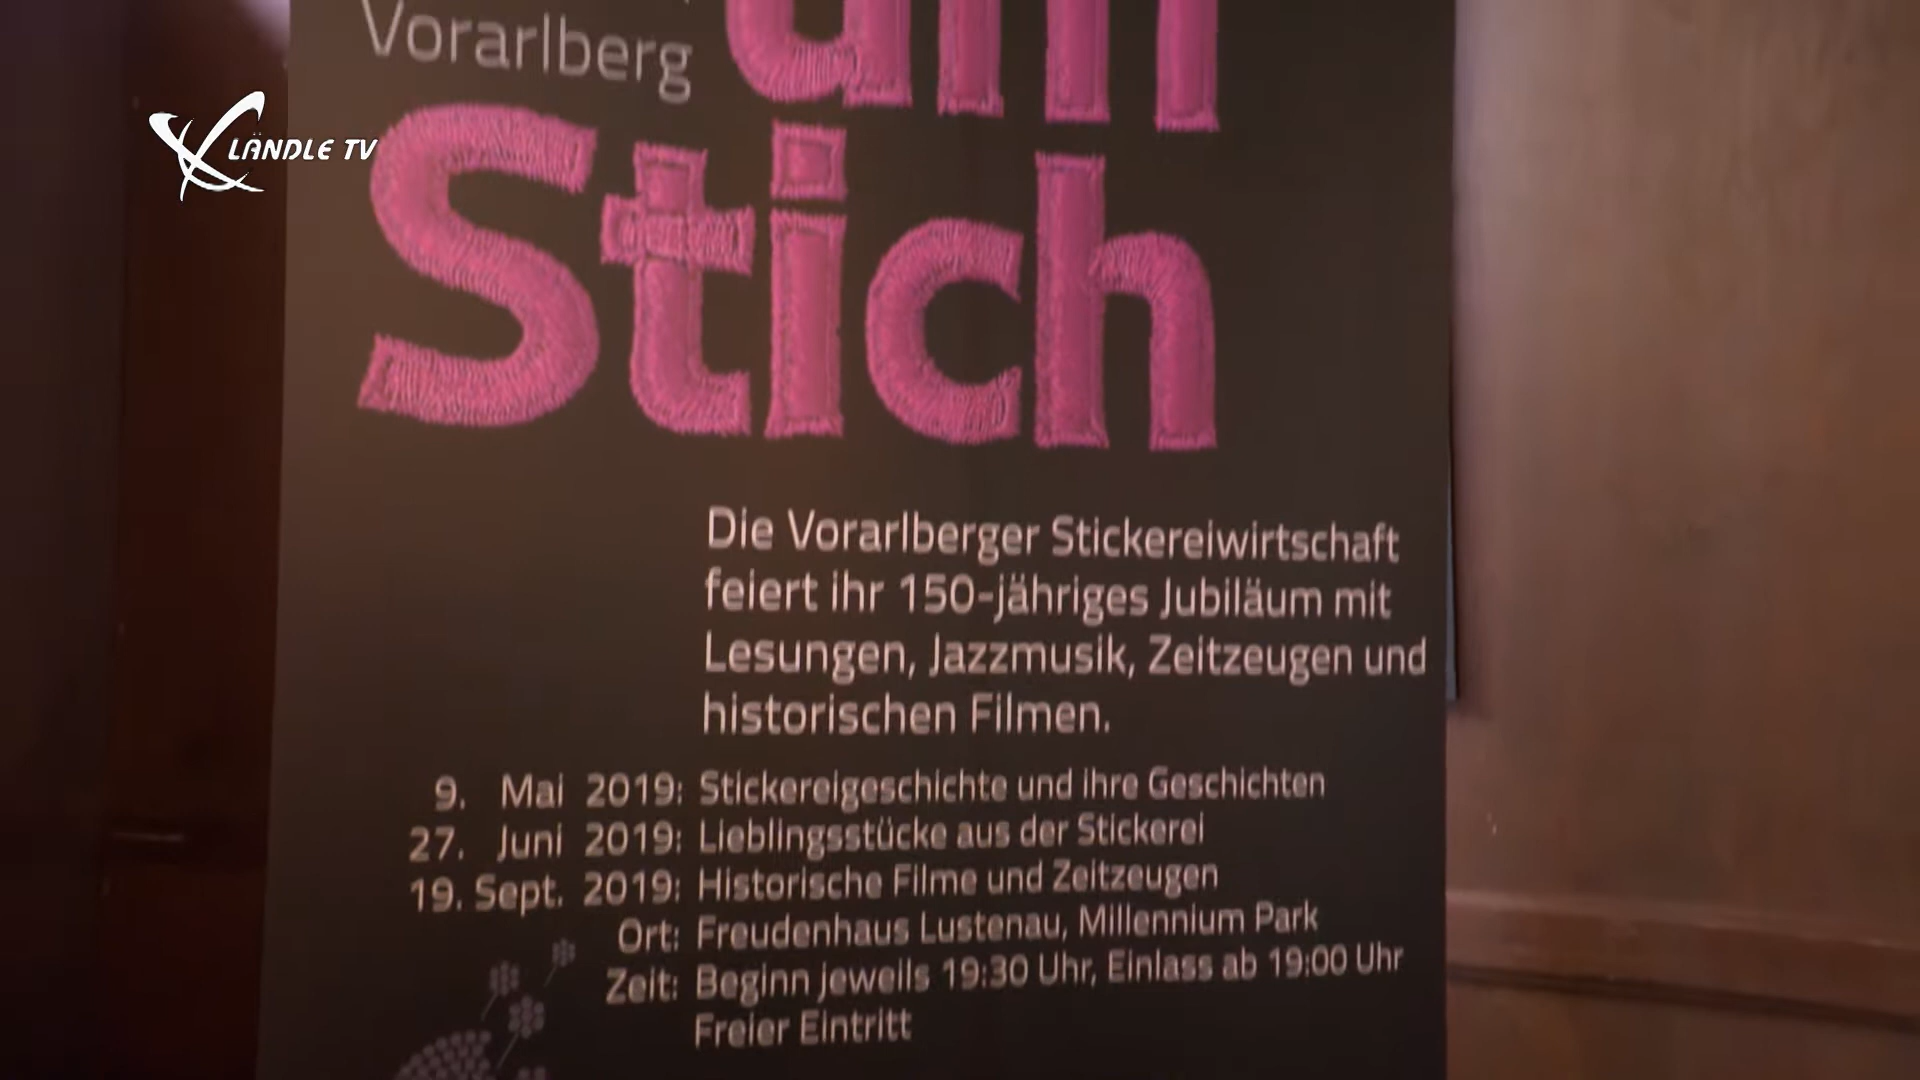 Vorarlberg
um
Stich
LÄNDLE TV
Die Vorarlberger Stickereiwirtschaft
feiert ihr 150-jähriges Jubiläum mit
Lesungen, Jazzmusik, Zeitzeugen und
historischen Filmen.
9. Mai 2019: Stickereigeschichte und ihre Geschichten
27. Juni 2019: Lieblingsstücke aus der Stickerei
19. Sept. 2019: Historische Filme und Zeitzeugen
Ort: Freudenhaus Lustenau, Millennium Park
Zeit: Beginn jeweils 19:30 Uhr, Einlass ab 19:00 Uhr
Freier Eintritt